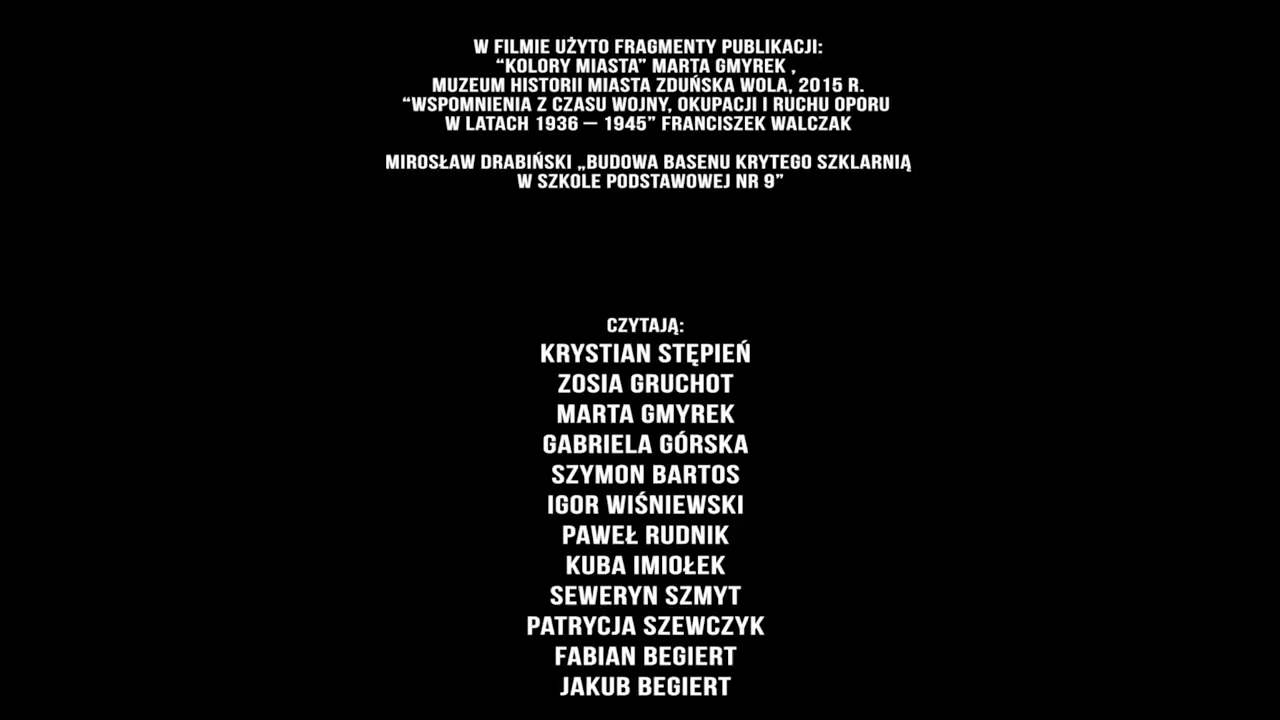 W FILMIE UŻYTO FRAGMENTY PUBLIKACJI:
“KOLORY MIASTA” MARTA GMYREK ,
MUZEUM HISTORII MIASTA ZDUŃSKA WOLA, 2015 R.
“WSPOMNIENIA Z CZASU WOJNY, OKUPACJI I RUCHU OPORU
W LATACH 1936 – 1945” FRANCISZEK WALCZAK
MIROSŁAW DRABIŃSKI „BUDOWA BASENU KRYTEGO SZKLARNIĄ
W SZKOLE PODSTAWOWEJ NR 9”
CZYTAJĄ:
KRYSTIAN STĘPIEŃ
ZOSIA GRUCHOT
MARTA GMYREK
GABRIELA GÓRSKA
SZYMON BARTOS
IGOR WIŚNIEWSKI
PAWEŁ RUDNIK
KUBA IMIOŁEK
SEWERYN SZMYT
PATRYCJA SZEWCZYK
FABIAN BEGIERT
JAKUB BEGIERT